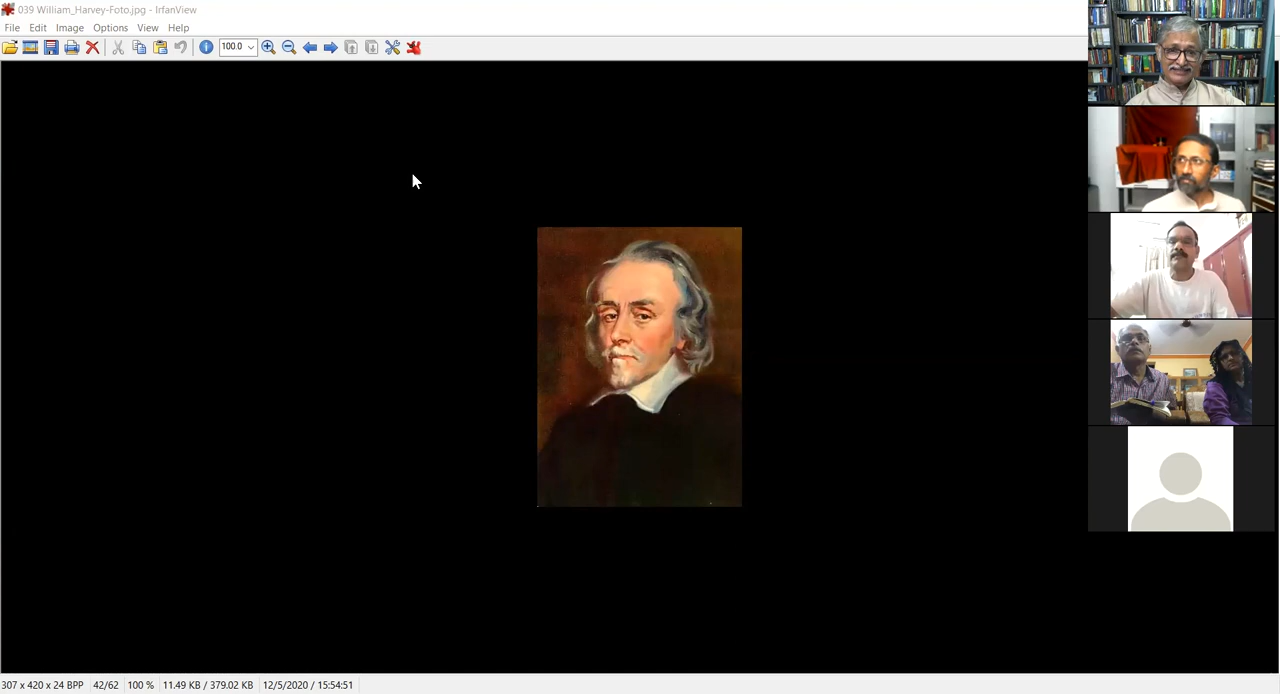 039 William_Harvey-Foto.jpg - IrfanView
File Edit Image Options View Help
100.0
307 x 420 x 24 BPP 42/62 100 % 11.49 KB / 379.02 KB 12/5/2020 / 15:54:51